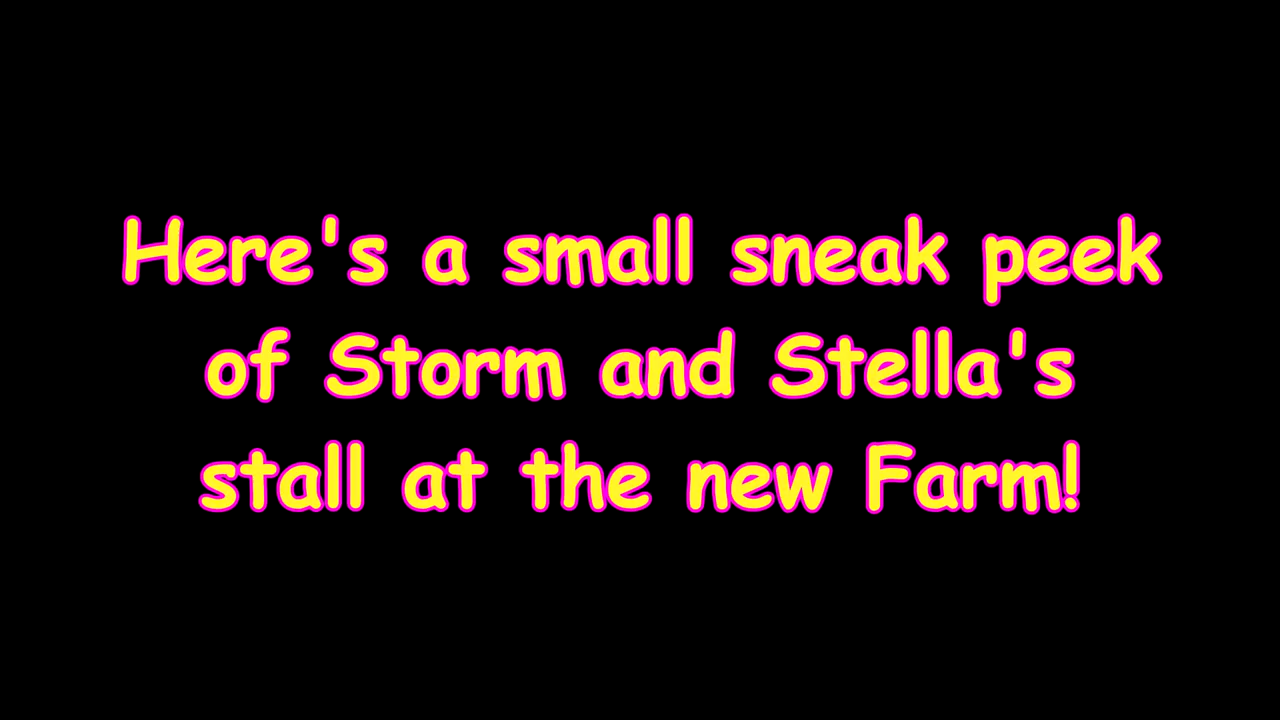 Here's a small sneak peek
of Storm and Stella's
stall at the new Farm!